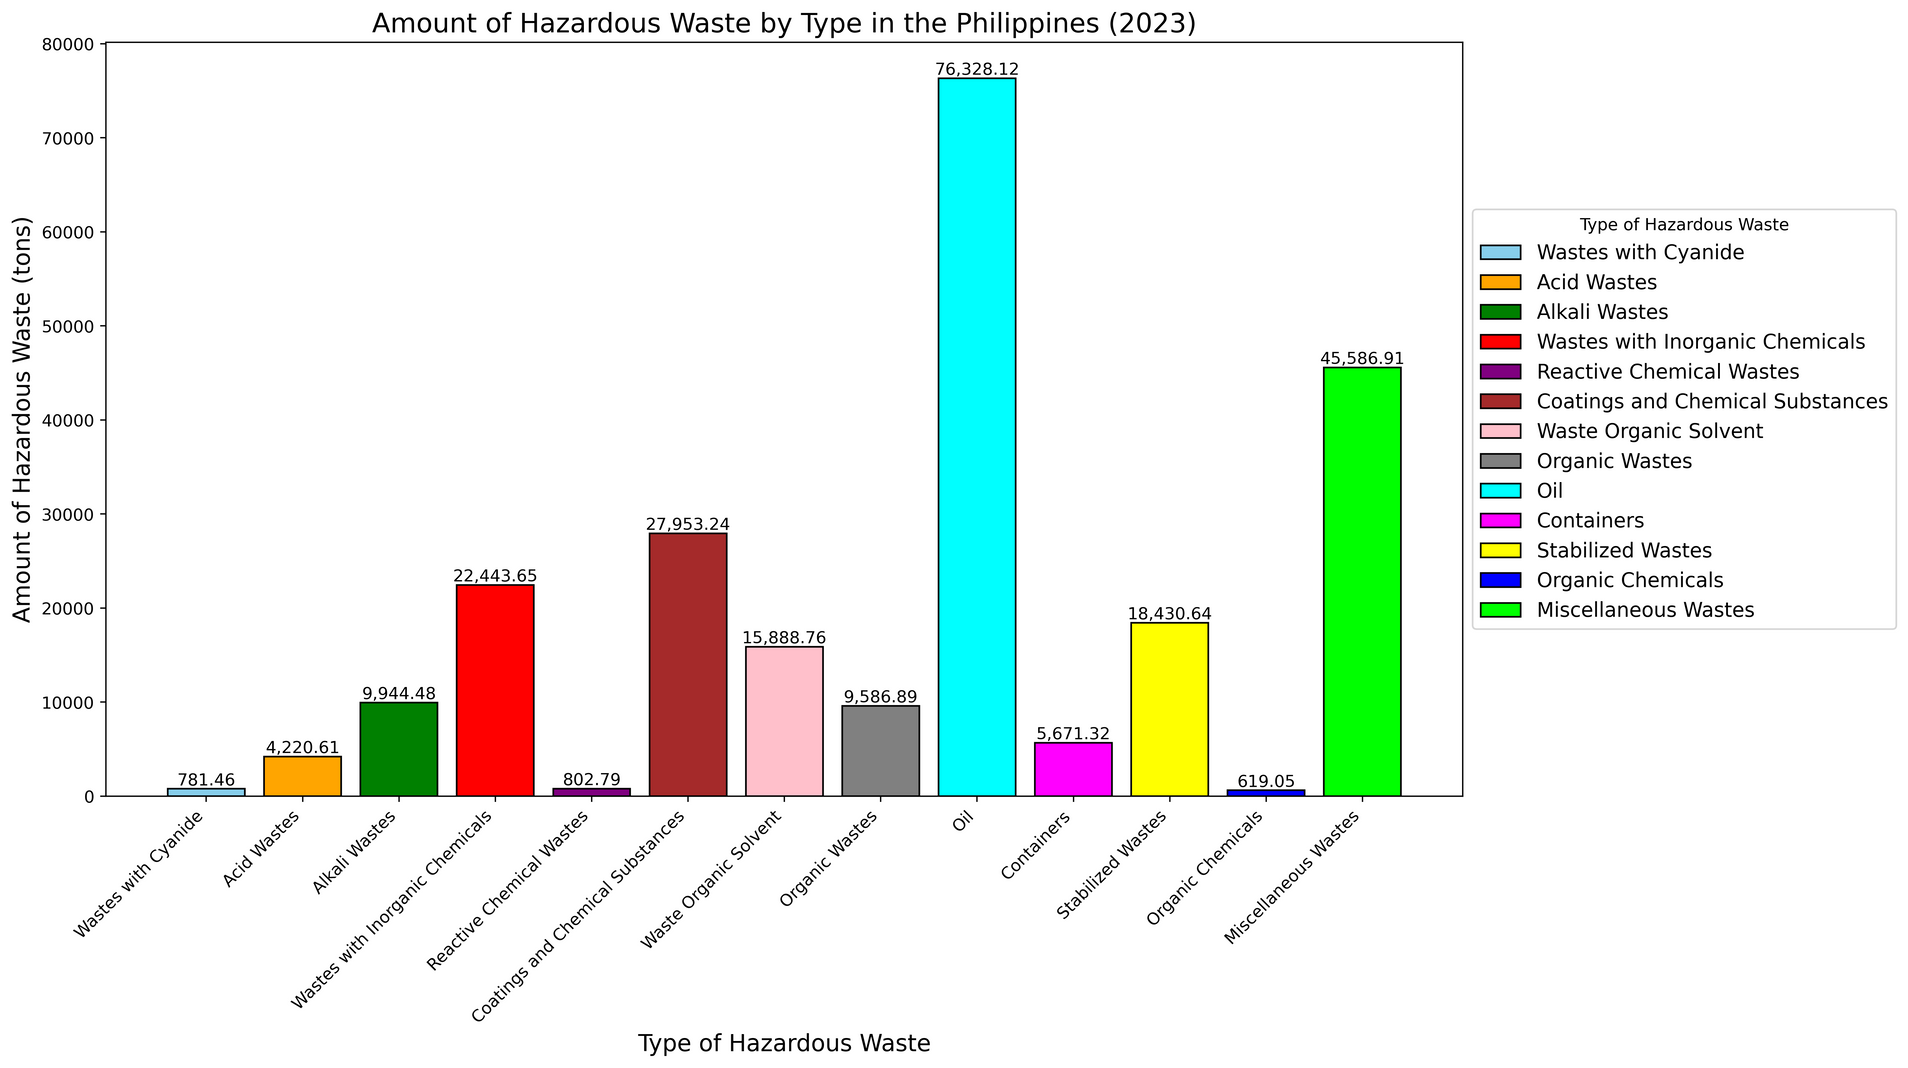 Amount of Hazardous Waste by Type in the Philippines (2023)
Amount of Hazardous Waste (tons)
80000
70000
60000
50000
40000
30000
20000
10000
0
781.46
4,220.61
9,944.48
22,443.65
802.79
27,953.24
15,888.76
9,586.89
76,328.12
5,671.32
18,430.64
619.05
45,586.91
Wastes with Cyanide
Acid Wastes
Alkali Wastes
Wastes with Inorganic Chemicals
Reactive Chemical Wastes
Coatings and Chemical Substances
Waste Organic Solvent
Organic Wastes
Oil
Containers
Stabilized Wastes
Organic Chemicals
Miscellaneous Wastes
Type of Hazardous Waste
Type of Hazardous Waste
Wastes with Cyanide
Acid Wastes
Alkali Wastes
Wastes with Inorganic Chemicals
Reactive Chemical Wastes
Coatings and Chemical Substances
Waste Organic Solvent
Organic Wastes
Oil
Containers
Stabilized Wastes
Organic Chemicals
Miscellaneous Wastes